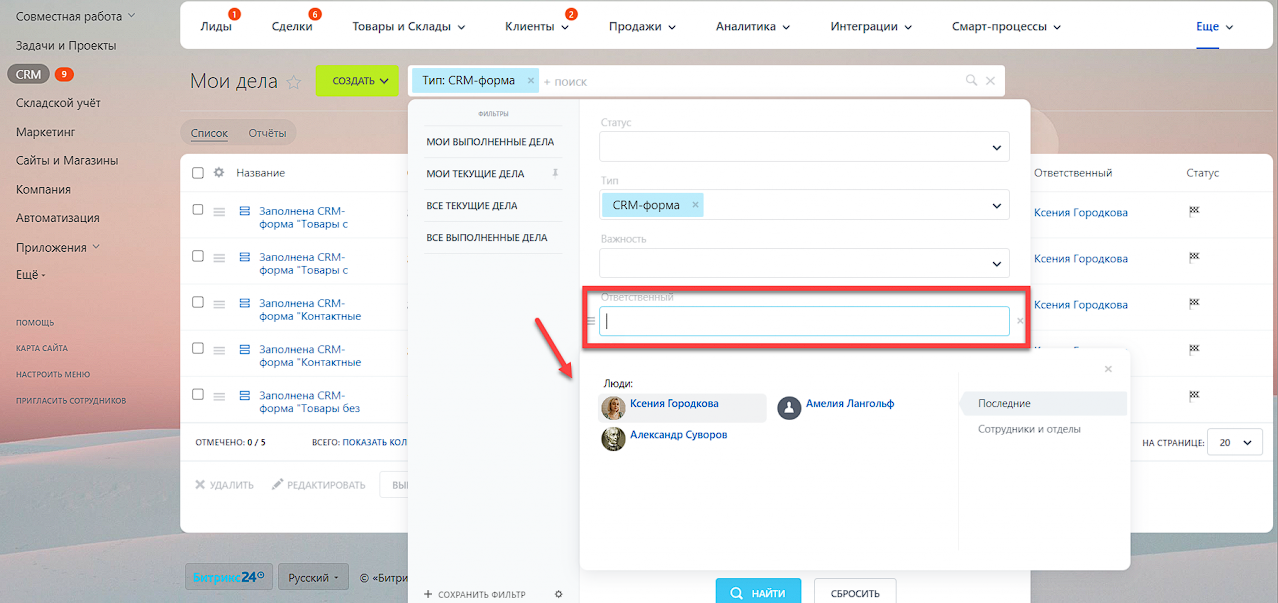 Совместная работа
Задачи и Проекты
CRM 9
Складской учёт
Маркетинг
Сайты и Магазины
Компания
Автоматизация
Приложения
Ещё
ПОМОЩЬ
КАРТА САЙТА
НАСТРОИТЬ МЕНЮ
ПРИГЛАСИТЬ СОТРУДНИКОВ
Лиды 1 Сделки 6 Товары и Склады Клиенты 2 Продажи Аналитика Интеграции Смарт-процессы Еще
Мои дела СОЗДАТЬ Тип: CRM-форма × + поиск
Список Отчёты
Название
Заполнена CRM-
форма "Товары с
Заполнена CRM-
форма "Товары с
Заполнена CRM-
форма "Контактные
Заполнена CRM-
форма "Контактные
Заполнена CRM-
форма "Товары без
ОТМЕЧЕНО: 0 / 5 ВСЕГО: ПОКАЗАТЬ КОЛ
УДАЛИТЬ РЕДАКТИРОВАТЬ ВЫ
ФИЛЬТРЫ
МОИ ВЫПОЛНЕННЫЕ ДЕЛА
МОИ ТЕКУЩИЕ ДЕЛА
ВСЕ ТЕКУЩИЕ ДЕЛА
ВСЕ ВЫПОЛНЕННЫЕ ДЕЛА
+ СОХРАНИТЬ ФИЛЬТР
Статус
Тип
CRM-форма ×
Важность
Ответственный
Люди:
Ксения Городкова Амелия Лангольф
Александр Суворов
Последние
Сотрудники и отделы
НАЙТИ СБРОСИТЬ
Ответственный Статус
Ксения Городкова
Ксения Городкова
Ксения Городкова
НА СТРАНИЦЕ: 20
Битрикс24 Русский © «Битри